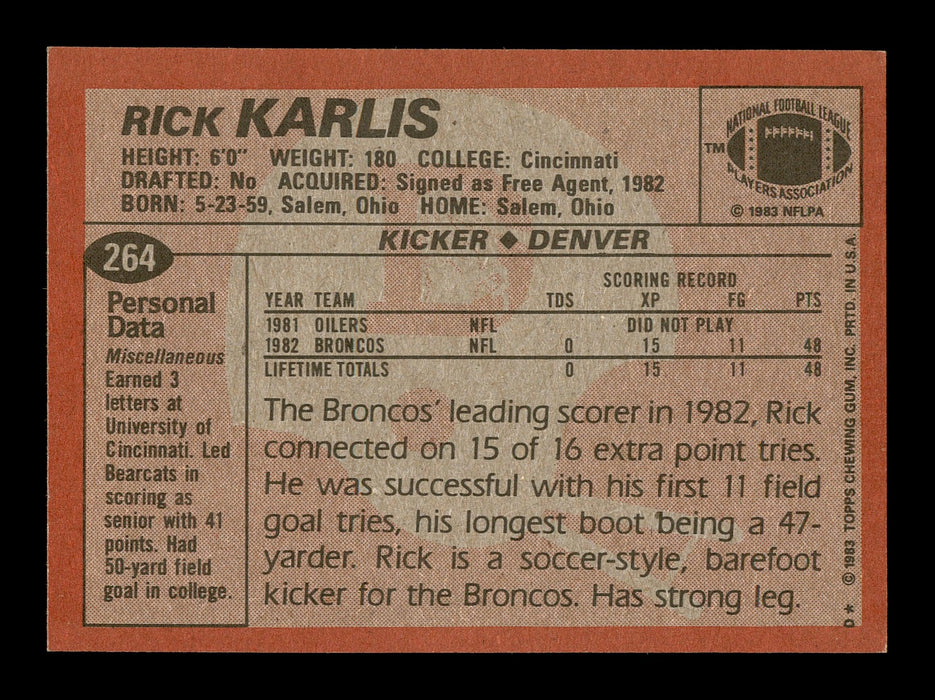 RICK KARLIS
HEIGHT: 6'0" WEIGHT: 180 COLLEGE: Cincinnati
DRAFTED: No ACQUIRED: Signed as Free Agent, 1982
BORN: 5-23-59, Salem, Ohio HOME: Salem, Ohio
NATIONAL FOOTBALL LEAGUE
TM
PLAYERS ASSOCIATION
© 1983 NFLPA
KICKER ◆ DENVER
264
Personal
Data
Miscellaneous
Earned 3
letters at
University of
Cincinnati. Led
Bearcats in
scoring as
senior with 41
points. Had
50-yard field
goal in college.
SCORING RECORD
YEAR TEAM TDS XP FG PTS
1981 OILERS NFL DID NOT PLAY
1982 BRONCOS NFL 0 15 11 48
LIFETIME TOTALS 0 15 11 48
The Broncos' leading scorer in 1982, Rick
connected on 15 of 16 extra point tries.
He was successful with his first 11 field
goal tries, his longest boot being a 47-
yarder. Rick is a soccer-style, barefoot
kicker for the Broncos. Has strong leg.
D* © 1983 TOPPS CHEWING GUM, INC. PRTD. IN U.S.A.